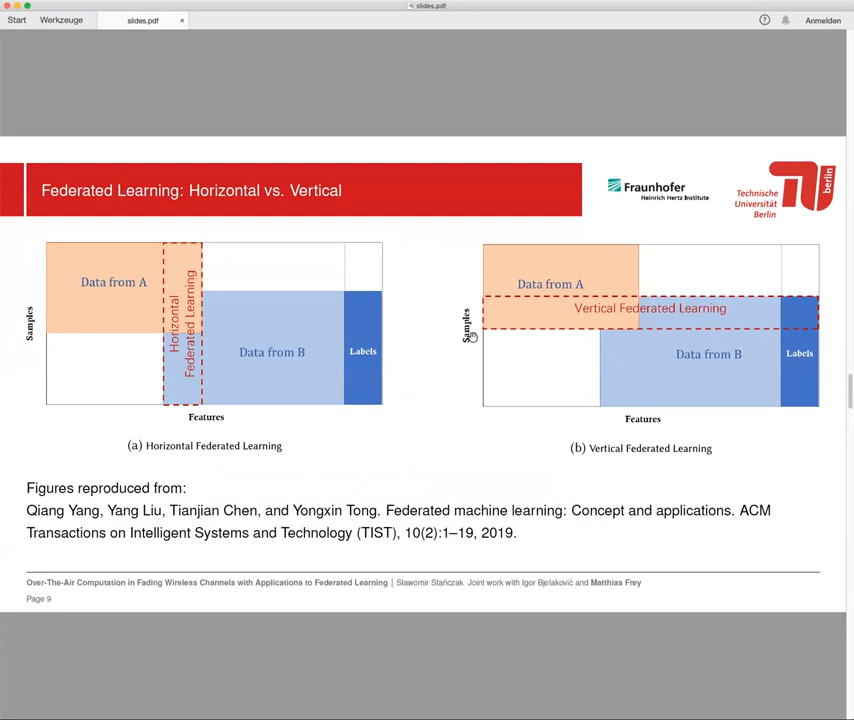 slides.pdf
Start
Werkzeuge
slides.pdf
×
?
Anmelden
Federated Learning: Horizontal vs. Vertical
Fraunhofer
Heinrich Hertz Institute
Technische
Universität
Berlin
berlin
Data from A
Horizontal
Federated Learning
Data from B
Labels
Samples
Features
(a) Horizontal Federated Learning
Data from A
Vertical Federated Learning
Data from B
Labels
Samples
Features
(b) Vertical Federated Learning
Figures reproduced from:
Qiang Yang, Yang Liu, Tianjian Chen, and Yongxin Tong. Federated machine learning: Concept and applications. ACM
Transactions on Intelligent Systems and Technology (TIST), 10(2):1–19, 2019.
Over-The-Air Computation in Fading Wireless Channels with Applications to Federated Learning | Sławomir Stańczak Joint work with Igor Bjelaković and Matthias Frey
Page 9